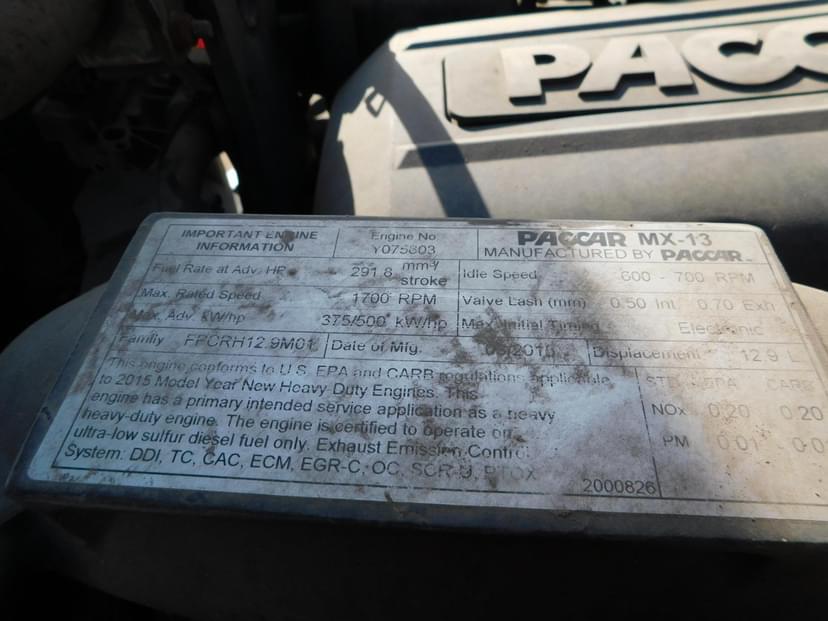 PACC
IMPORTANT ENGINE
INFORMATION
Engine No.
Y075803
PACCAR MX-13
MANUFACTURED BY PACCAR
Fuel Rate at Adv. HP 291.8 mm³/ stroke
Idle Speed 600 - 700 RPM
Max. Rated Speed 1700 RPM
Valve Lash (mm) 0.50 Int. 0.70 Exh
Max. Adv. kW/hp 375/500 kW/hp
Max Initial Timing Electronic
Family FPCRH12.9M01
Date of Mfg.
Displacement 12.9 L
This engine conforms to U.S. EPA and CARB regulations applicable
to 2015 Model Year New Heavy Duty Engines. This
engine has a primary intended service application as a heavy
heavy-duty engine. The engine is certified to operate on
ultra-low sulfur diesel fuel only. Exhaust Emission Control
System: DDI, TC, CAC, ECM, EGR-C, OC, SCR-U, PTOX
STD EPA CARB
NOx 0.20 0.20
PM 0.01
2000826